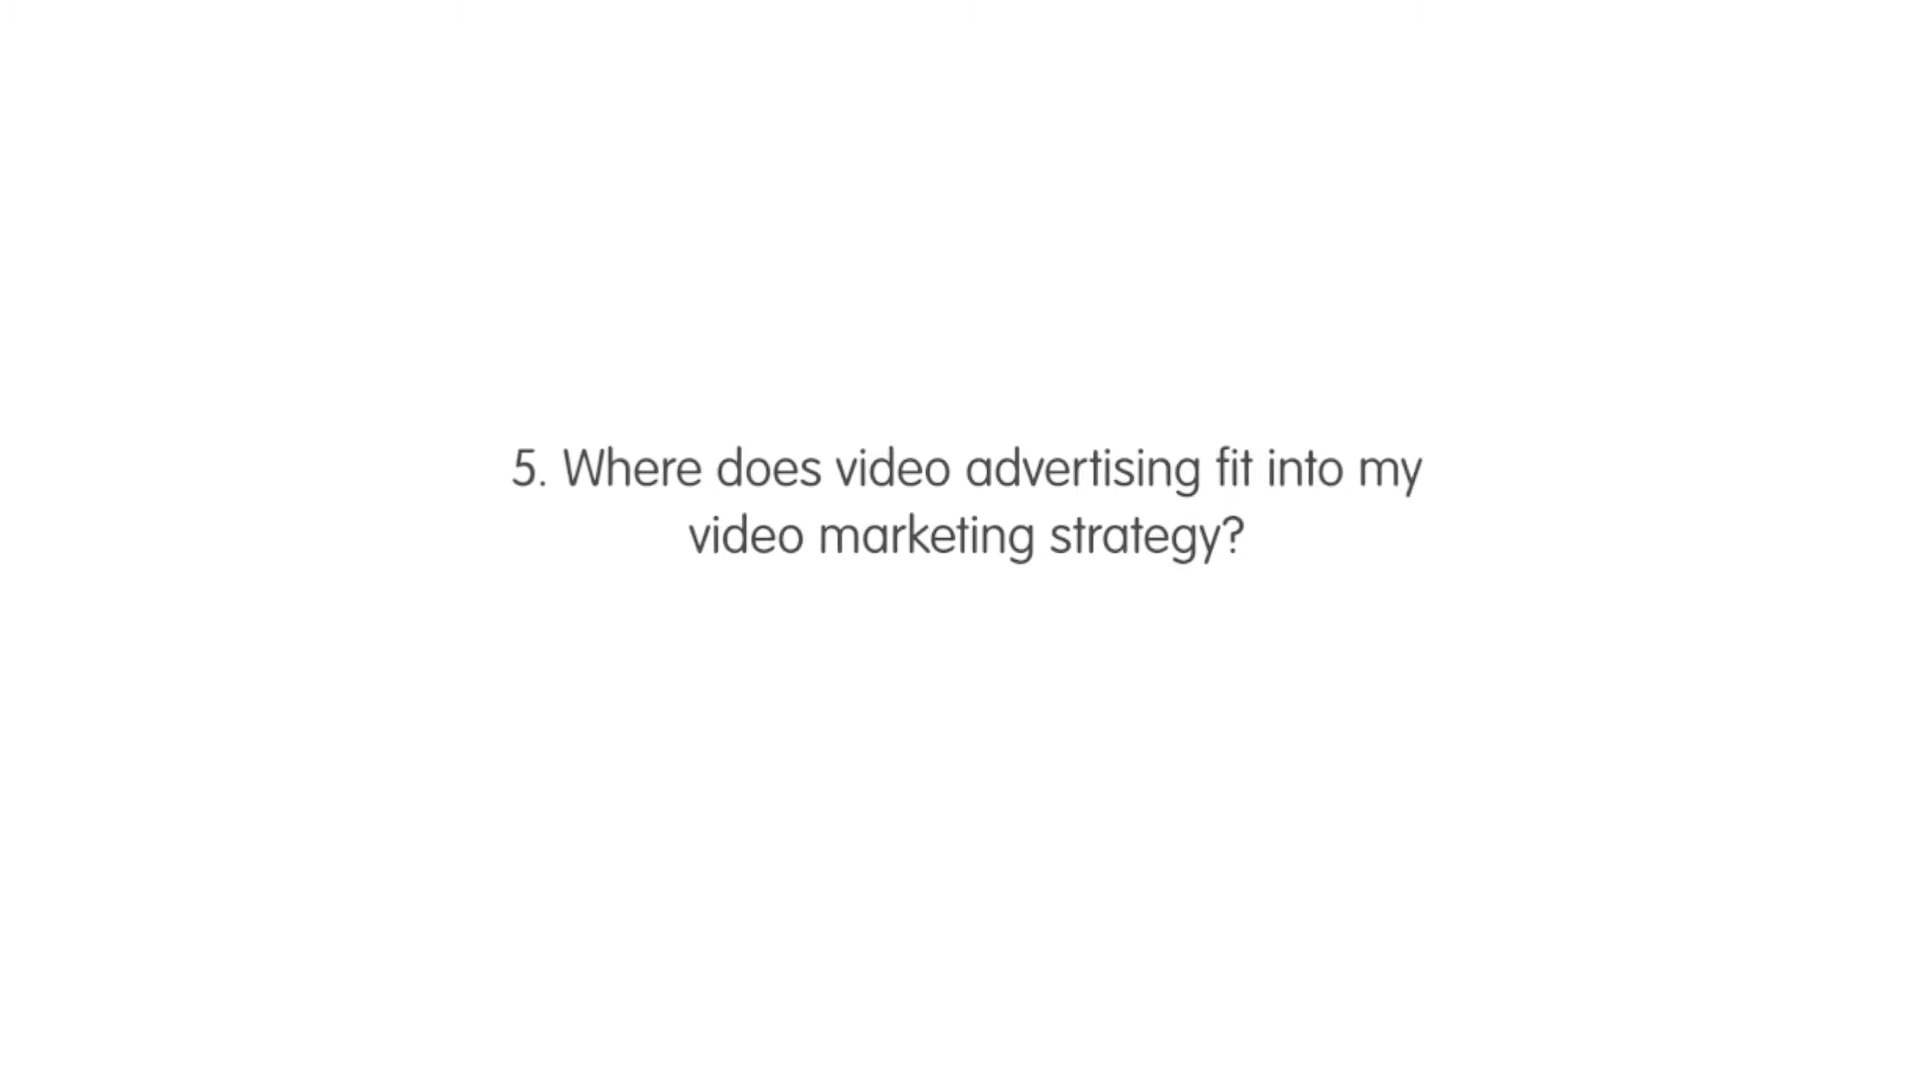 5. Where does video advertising fit into my
video marketing strategy?